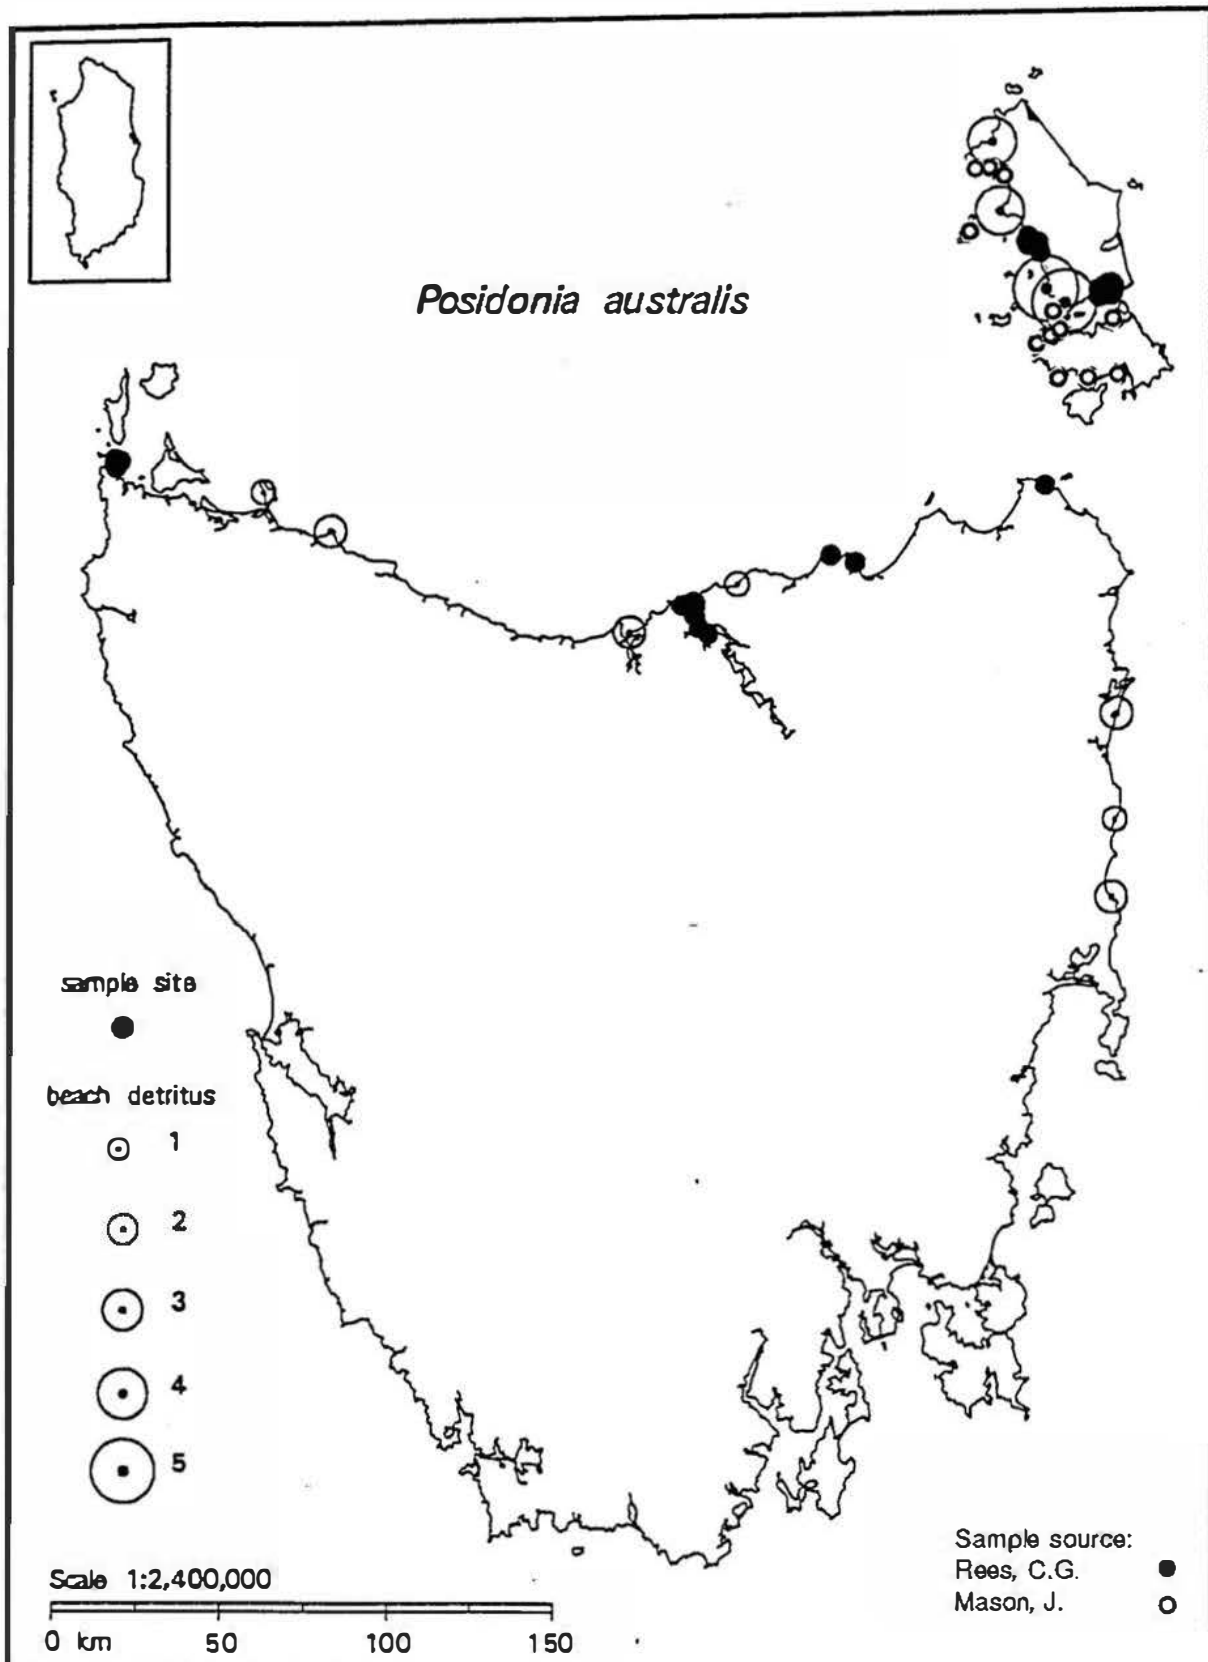 Posidonia australis
sample site
beach detritus
1
2
3
4
5
Scale 1:2,400,000
0 km 50 100 150
Sample source:
Rees, C.G.
Mason, J.